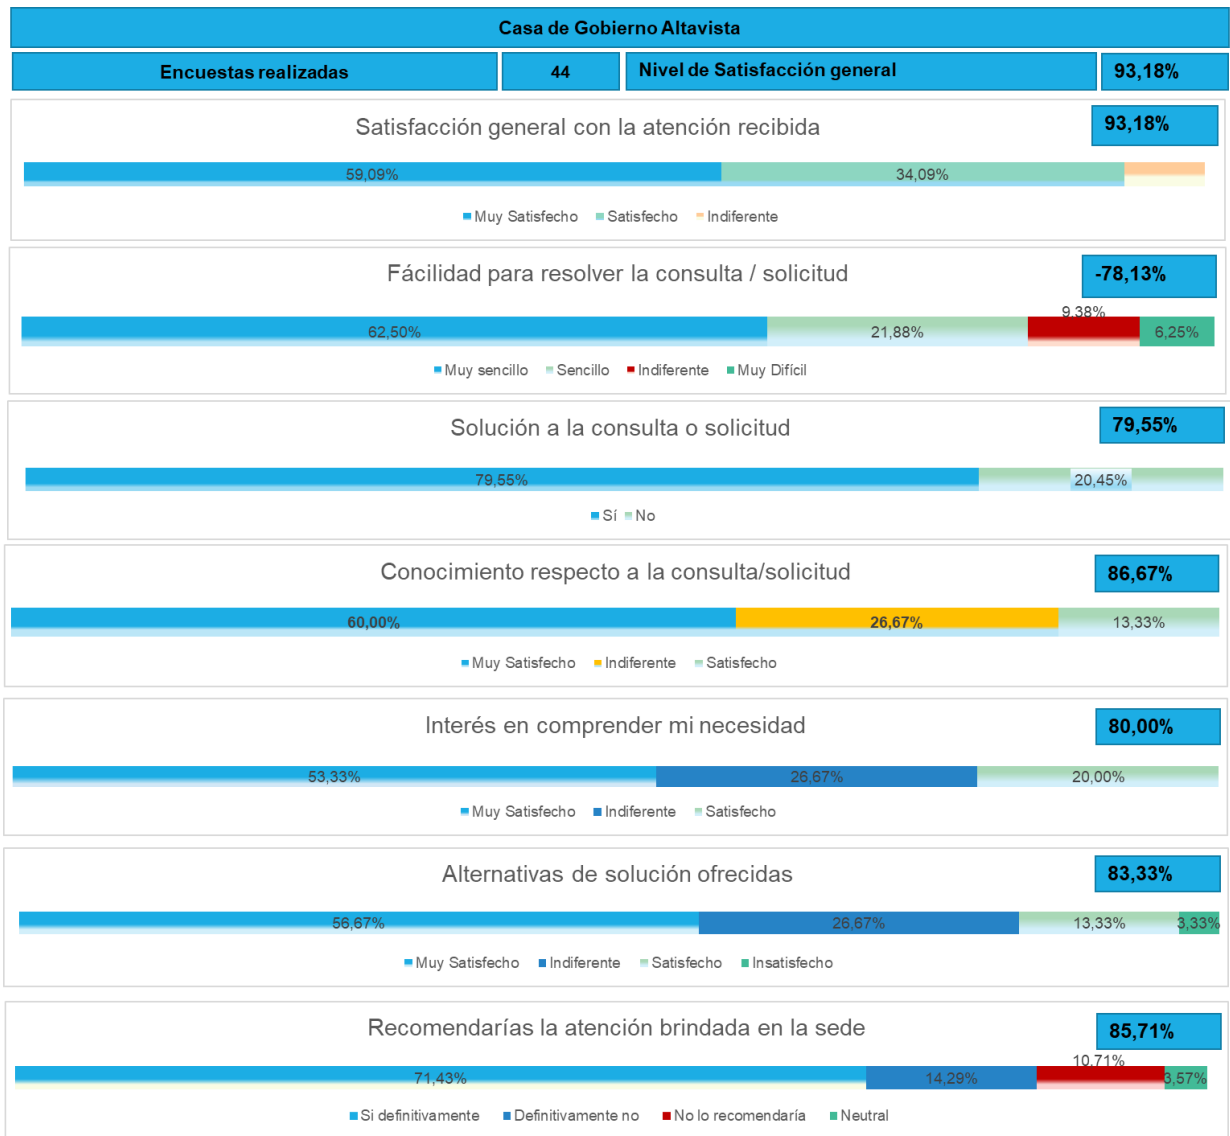 Casa de Gobierno Altavista
Encuestas realizadas 44 Nivel de Satisfacción general 93,18%
Satisfacción general con la atención recibida 93,18%
59,09% 34,09%
Muy Satisfecho Satisfecho Indiferente
Fácilidad para resolver la consulta / solicitud -78,13%
62,50% 21,88% 9,38% 6,25%
Muy sencillo Sencillo Indiferente Muy Difícil
Solución a la consulta o solicitud 79,55%
79,55% 20,45%
Sí No
Conocimiento respecto a la consulta/solicitud 86,67%
60,00% 26,67% 13,33%
Muy Satisfecho Indiferente Satisfecho
Interés en comprender mi necesidad 80,00%
53,33% 26,67% 20,00%
Muy Satisfecho Indiferente Satisfecho
Alternativas de solución ofrecidas 83,33%
56,67% 26,67% 13,33% 3,33%
Muy Satisfecho Indiferente Satisfecho Insatisfecho
Recomendarías la atención brindada en la sede 85,71%
71,43% 14,29% 10,71% 3,57%
Si definitivamente Definitivamente no No lo recomendaría Neutral